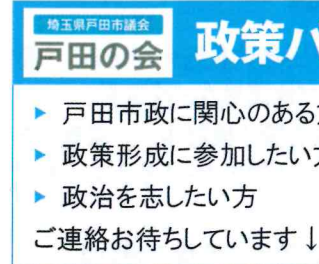 埼玉県戸田市議会
戸田の会
政策ハ
▶ 戸田市政に関心のある
▶ 政策形成に参加したい
▶ 政治を志したい方
ご連絡お待ちしています↓